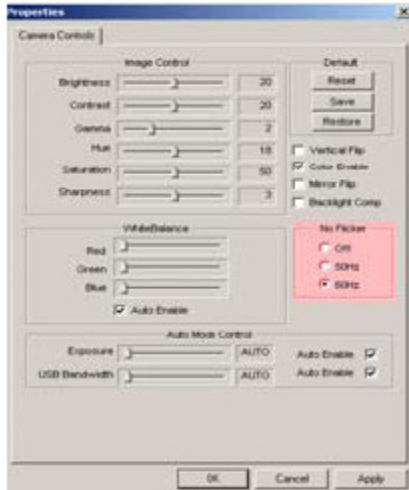 Properties
Camera Controls
Image Control
Brightness 20
Contrast 20
Gamma 2
Hue 18
Saturation 50
Sharpness 3
Default
Reset
Save
Restore
Vertical Flip
Color Enable
Mirror Flip
Backlight Comp
WhiteBalance
Red
Green
Blue
Auto Enable
No Flicker
Off
50Hz
60Hz
Auto Mode Control
Exposure AUTO Auto Enable
USB Bandwidth AUTO Auto Enable
OK Cancel Apply